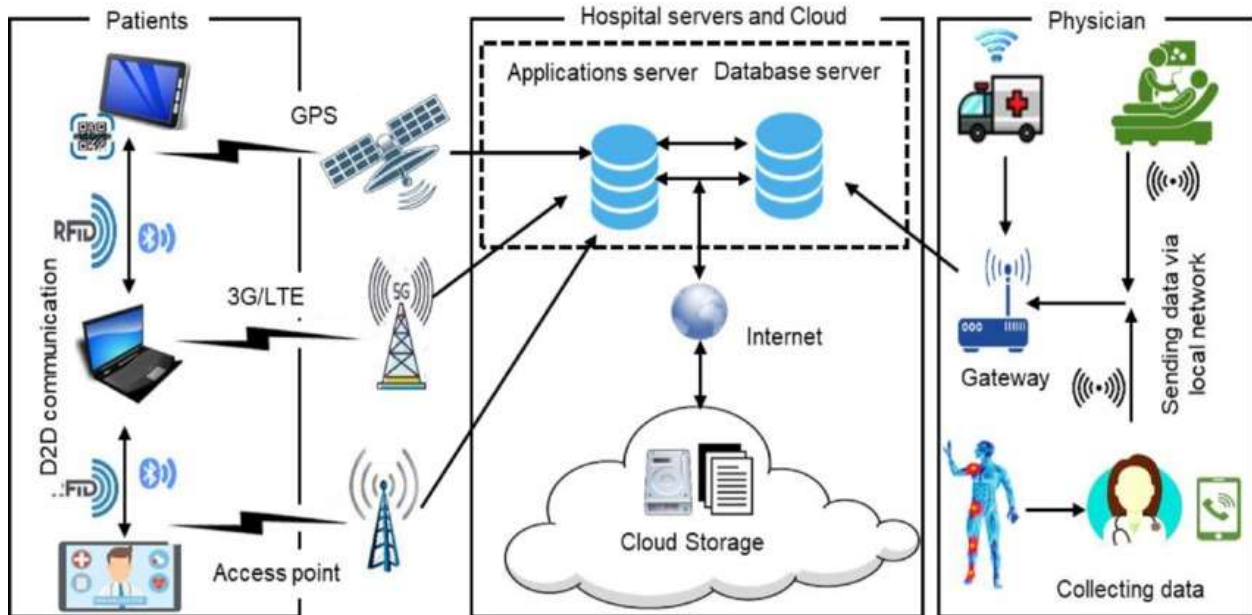 Patients
Hospital servers and Cloud
Physician
Applications server
Database server
GPS
RFID
D2D communication
3G/LTE
5G
Internet
Gateway
Sending data via
local network
FID
Access point
Cloud Storage
Collecting data